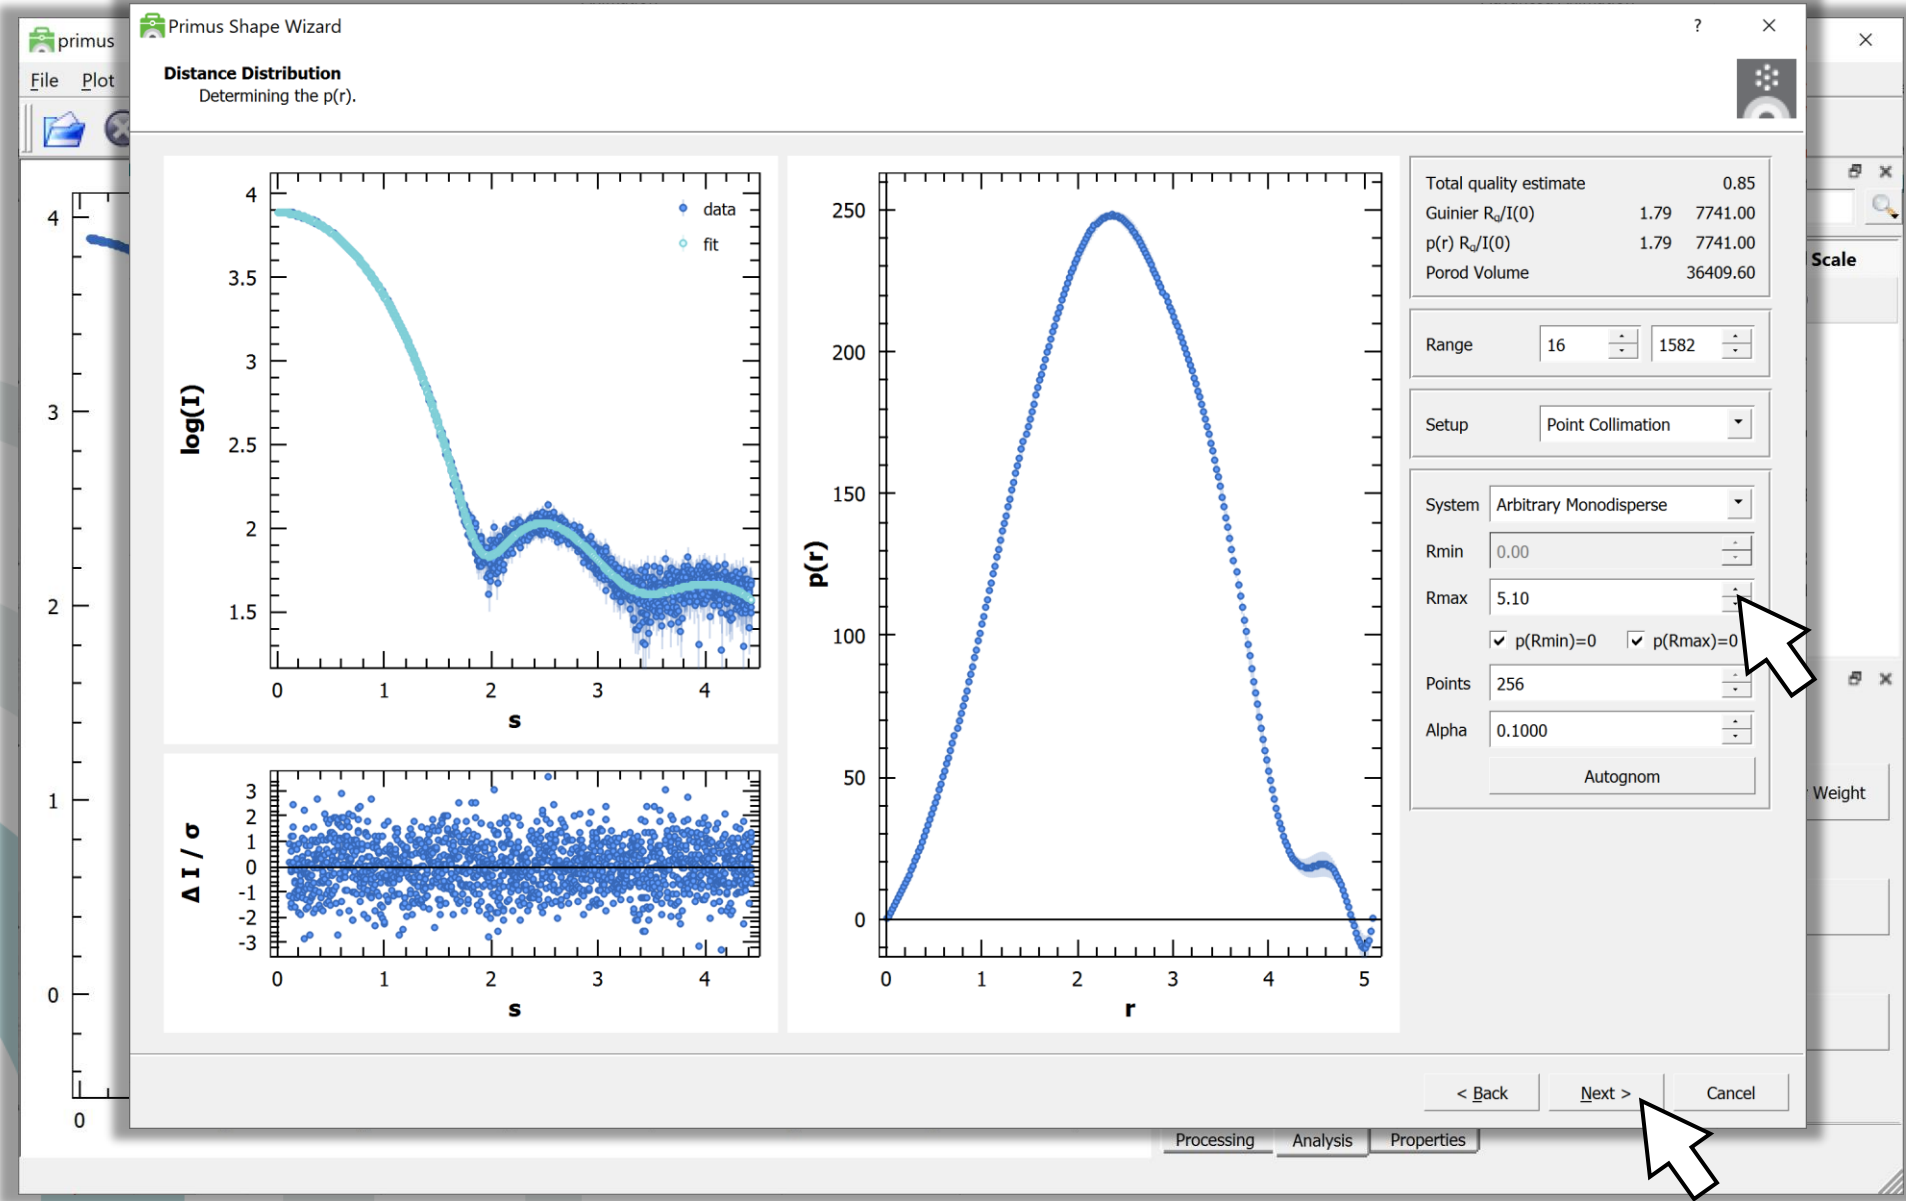 primus
File Plot
Primus Shape Wizard
?
Distance Distribution
Determining the p(r).
4
3
2
1
0
0
4
3.5
3
2.5
2
1.5
log(I)
data
fit
0 1 2 3 4
s
3
2
1
0
-1
-2
-3
Δ I / σ
0 1 2 3 4
s
250
200
150
100
50
0
p(r)
0 1 2 3 4 5
r
Total quality estimate 0.85
Guinier Rg/I(0) 1.79 7741.00
p(r) Rg/I(0) 1.79 7741.00
Porod Volume 36409.60
Range 16 1582
Setup Point Collimation
System Arbitrary Monodisperse
Rmin 0.00
Rmax 5.10
p(Rmin)=0 p(Rmax)=0
Points 256
Alpha 0.1000
Autognom
< Back Next > Cancel
Scale
Weight
Processing Analysis Properties